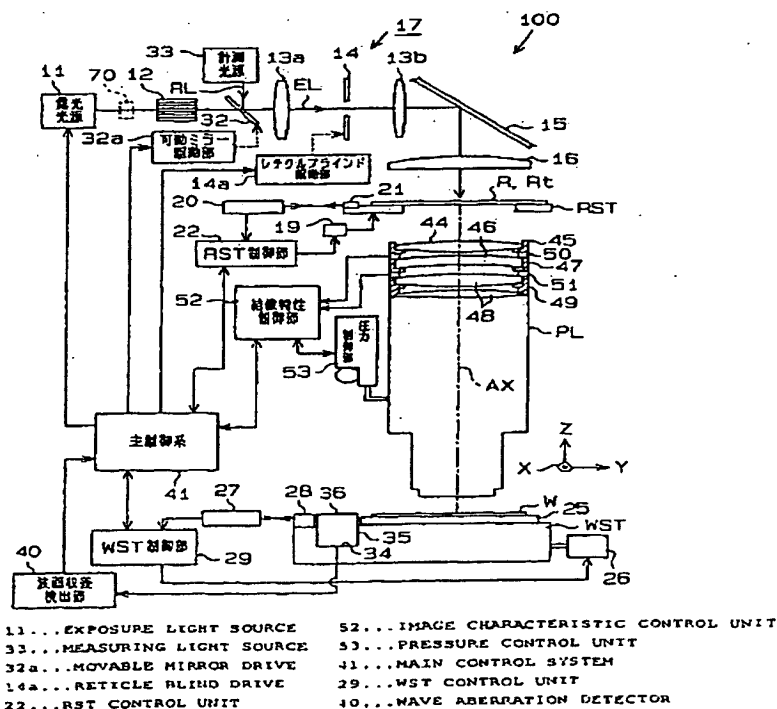 100
17
33
計測光源
13a
14
13b
11
70
12
RL
EL
露光光源
32
15
32a
可動ミラー駆動部
16
レチクルブラインド駆動部
14a
21
R, Rt
20
RST
19
22
RST制御部
44
46
45
50
47
52
51
結像特性制御部
48
49
PL
圧力制御部
53
AX
主制御系
Z
X
Y
41
27
28
36
W
25
WST
WST制御部
35
34
29
40
26
波面収差検出部
11...EXPOSURE LIGHT SOURCE
33...MEASURING LIGHT SOURCE
32a...MOVABLE MIRROR DRIVE
14a...RETICLE BLIND DRIVE
22...RST CONTROL UNIT
52...IMAGE CHARACTERISTIC CONTROL UNIT
53...PRESSURE CONTROL UNIT
41...MAIN CONTROL SYSTEM
29...WST CONTROL UNIT
40...WAVE ABERRATION DETECTOR